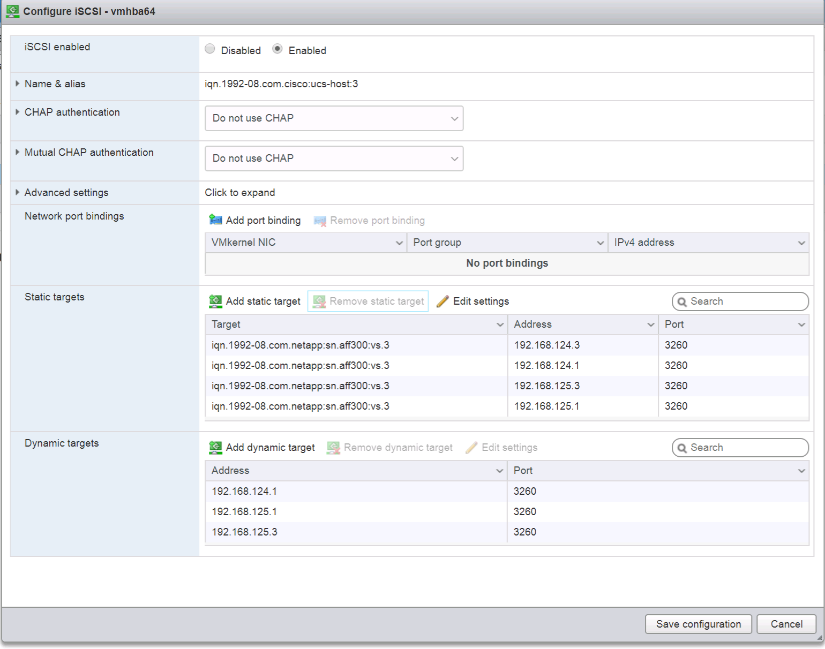 Configure iSCSI - vmhba64
iSCSI enabled Disabled Enabled
Name & alias iqn.1992-08.com.cisco:ucs-host:3
CHAP authentication Do not use CHAP
Mutual CHAP authentication Do not use CHAP
Advanced settings Click to expand
Network port bindings Add port binding Remove port binding
VMkernel NIC Port group IPv4 address
No port bindings
Static targets Add static target Remove static target Edit settings Search
Target Address Port
iqn.1992-08.com.netapp:sn.aff300:vs.3 192.168.124.3 3260
iqn.1992-08.com.netapp:sn.aff300:vs.3 192.168.124.1 3260
iqn.1992-08.com.netapp:sn.aff300:vs.3 192.168.125.3 3260
iqn.1992-08.com.netapp:sn.aff300:vs.3 192.168.125.1 3260
Dynamic targets Add dynamic target Remove dynamic target Edit settings Search
Address Port
192.168.124.1 3260
192.168.125.1 3260
192.168.125.3 3260
Save configuration Cancel